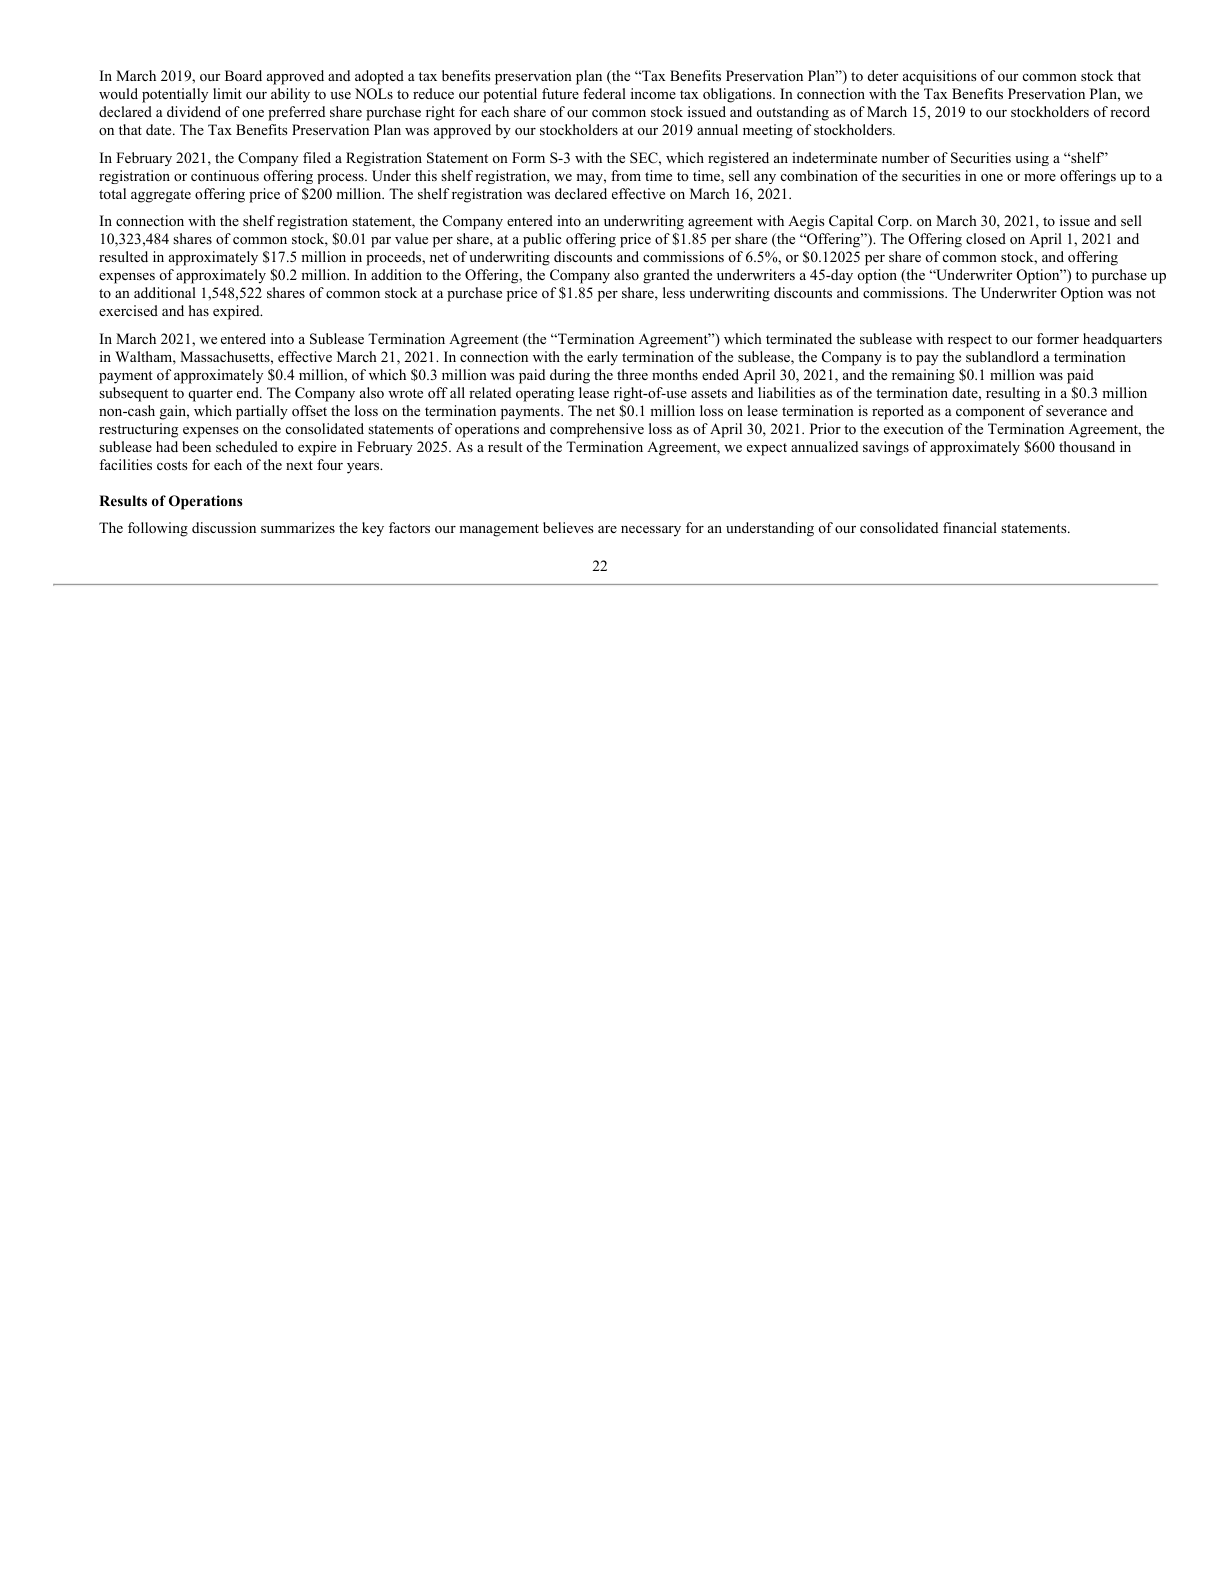 In March 2019, our Board approved and adopted a tax benefits preservation plan (the “Tax Benefits Preservation Plan”) to deter acquisitions of our common stock that
would potentially limit our ability to use NOLs to reduce our potential future federal income tax obligations. In connection with the Tax Benefits Preservation Plan, we
declared a dividend of one preferred share purchase right for each share of our common stock issued and outstanding as of March 15, 2019 to our stockholders of record
on that date. The Tax Benefits Preservation Plan was approved by our stockholders at our 2019 annual meeting of stockholders.
In February 2021, the Company filed a Registration Statement on Form S-3 with the SEC, which registered an indeterminate number of Securities using a “shelf”
registration or continuous offering process. Under this shelf registration, we may, from time to time, sell any combination of the securities in one or more offerings up to a
total aggregate offering price of $200 million. The shelf registration was declared effective on March 16, 2021.
In connection with the shelf registration statement, the Company entered into an underwriting agreement with Aegis Capital Corp. on March 30, 2021, to issue and sell
10,323,484 shares of common stock, $0.01 par value per share, at a public offering price of $1.85 per share (the “Offering”). The Offering closed on April 1, 2021 and
resulted in approximately $17.5 million in proceeds, net of underwriting discounts and commissions of 6.5%, or $0.12025 per share of common stock, and offering
expenses of approximately $0.2 million. In addition to the Offering, the Company also granted the underwriters a 45-day option (the “Underwriter Option”) to purchase up
to an additional 1,548,522 shares of common stock at a purchase price of $1.85 per share, less underwriting discounts and commissions. The Underwriter Option was not
exercised and has expired.
In March 2021, we entered into a Sublease Termination Agreement (the “Termination Agreement”) which terminated the sublease with respect to our former headquarters
in Waltham, Massachusetts, effective March 21, 2021. In connection with the early termination of the sublease, the Company is to pay the sublandlord a termination
payment of approximately $0.4 million, of which $0.3 million was paid during the three months ended April 30, 2021, and the remaining $0.1 million was paid
subsequent to quarter end. The Company also wrote off all related operating lease right-of-use assets and liabilities as of the termination date, resulting in a $0.3 million
non-cash gain, which partially offset the loss on the termination payments. The net $0.1 million loss on lease termination is reported as a component of severance and
restructuring expenses on the consolidated statements of operations and comprehensive loss as of April 30, 2021. Prior to the execution of the Termination Agreement, the
sublease had been scheduled to expire in February 2025. As a result of the Termination Agreement, we expect annualized savings of approximately $600 thousand in
facilities costs for each of the next four years.
Results of Operations
The following discussion summarizes the key factors our management believes are necessary for an understanding of our consolidated financial statements.
22